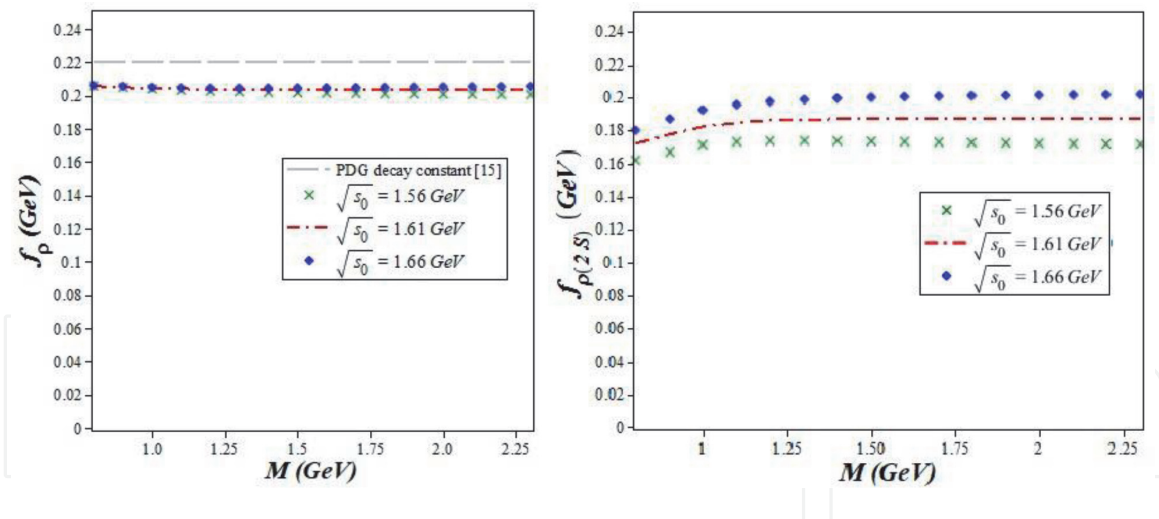 0.24
0.22
0.2
0.18
0.16
0.14
0.12
0.1
0.08
0.06
0.04
0.02
0
fρ (GeV)
PDG decay constant [15]
√s₀ = 1.56 GeV
√s₀ = 1.61 GeV
√s₀ = 1.66 GeV
1.0 1.25 1.5 1.75 2.0 2.25
M (GeV)
0.24
0.22
0.20
0.18
0.16
0.14
0.12
0.10
0.08
0.06
0.04
0.02
0
fρ(2 S) (GeV)
√s₀ = 1.56 GeV
√s₀ = 1.61 GeV
√s₀ = 1.66 GeV
1 1.25 1.50 1.75 2 2.25
M (GeV)